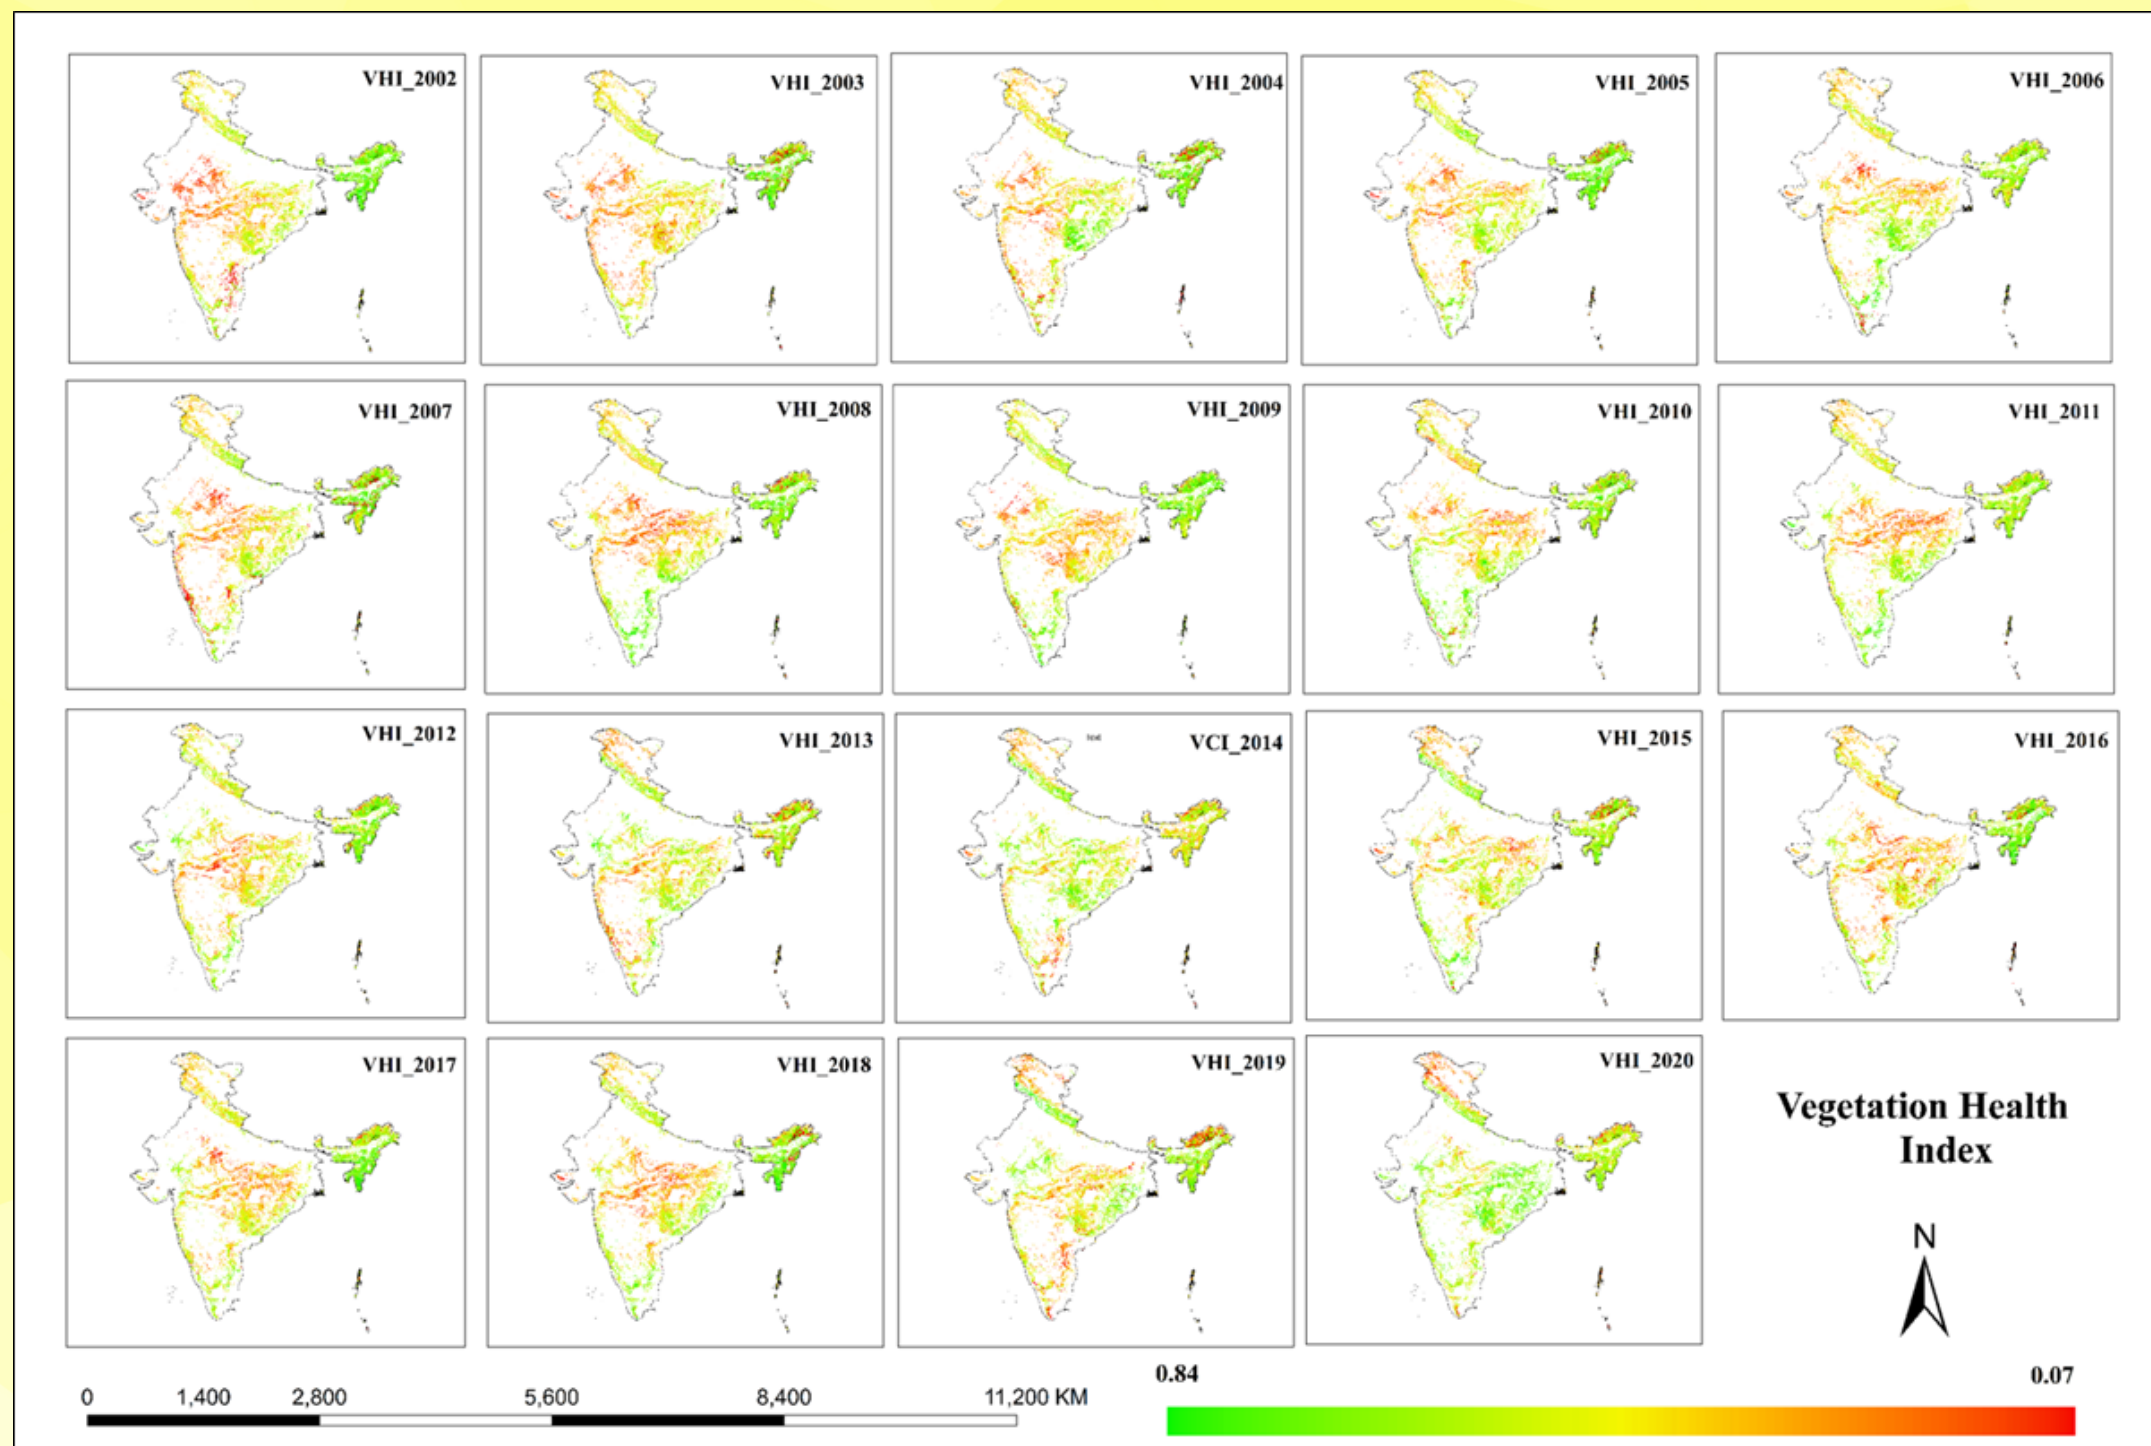 VHI_2002
VHI_2003
VHI_2004
VHI_2005
VHI_2006
VHI_2007
VHI_2008
VHI_2009
VHI_2010
VHI_2011
VHI_2012
VHI_2013
text
VCI_2014
VHI_2015
VHI_2016
VHI_2017
VHI_2018
VHI_2019
VHI_2020
Vegetation Health
Index
N
0.84
0.07
0 1,400 2,800 5,600 8,400 11,200 KM